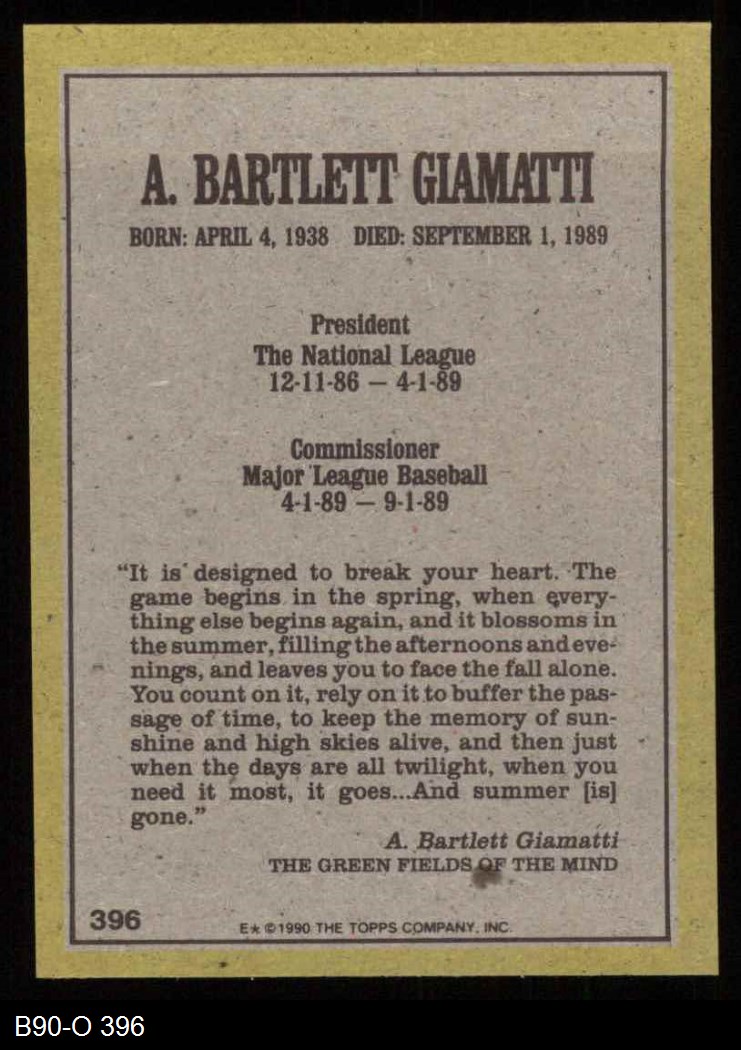 A. BARTLETT GIAMATTI
BORN: APRIL 4, 1938 DIED: SEPTEMBER 1, 1989
President
The National League
12-11-86 — 4-1-89
Commissioner
Major League Baseball
4-1-89 — 9-1-89
“It is designed to break your heart. The
game begins in the spring, when every-
thing else begins again, and it blossoms in
the summer, filling the afternoons and eve-
nings, and leaves you to face the fall alone.
You count on it, rely on it to buffer the pas-
sage of time, to keep the memory of sun-
shine and high skies alive, and then just
when the days are all twilight, when you
need it most, it goes...And summer [is]
gone.”
A. Bartlett Giamatti
THE GREEN FIELDS OF THE MIND
396
E★ ©1990 THE TOPPS COMPANY, INC.
B90-O 396